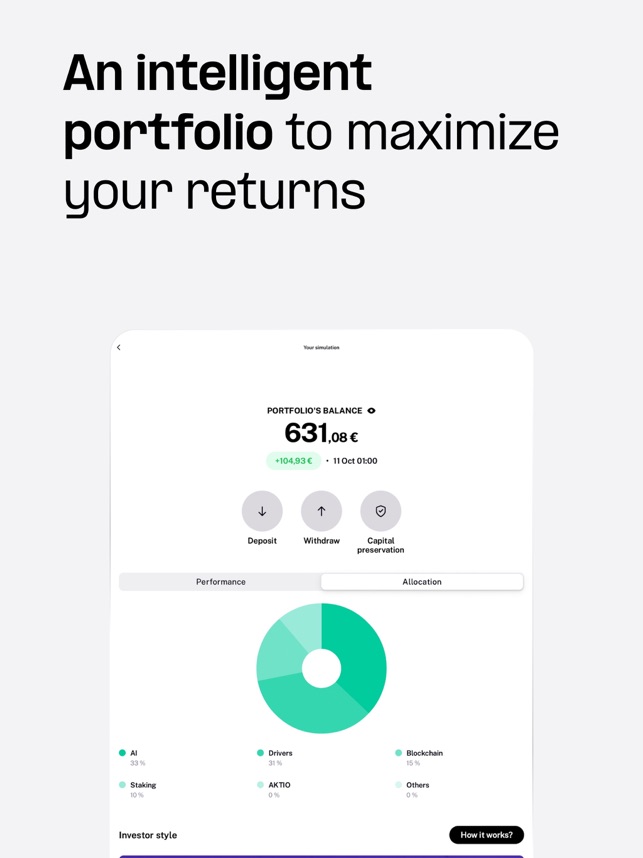 An intelligent
portfolio to maximize
your returns
Your simulation
PORTFOLIO'S BALANCE
631,08 €
+104,93 € • 11 Oct 01:00
Deposit Withdraw Capital
preservation
Performance Allocation
AI Drivers Blockchain
33 % 31 % 15 %
Staking AKTIO Others
10 % 0 % 0 %
Investor style How it works?